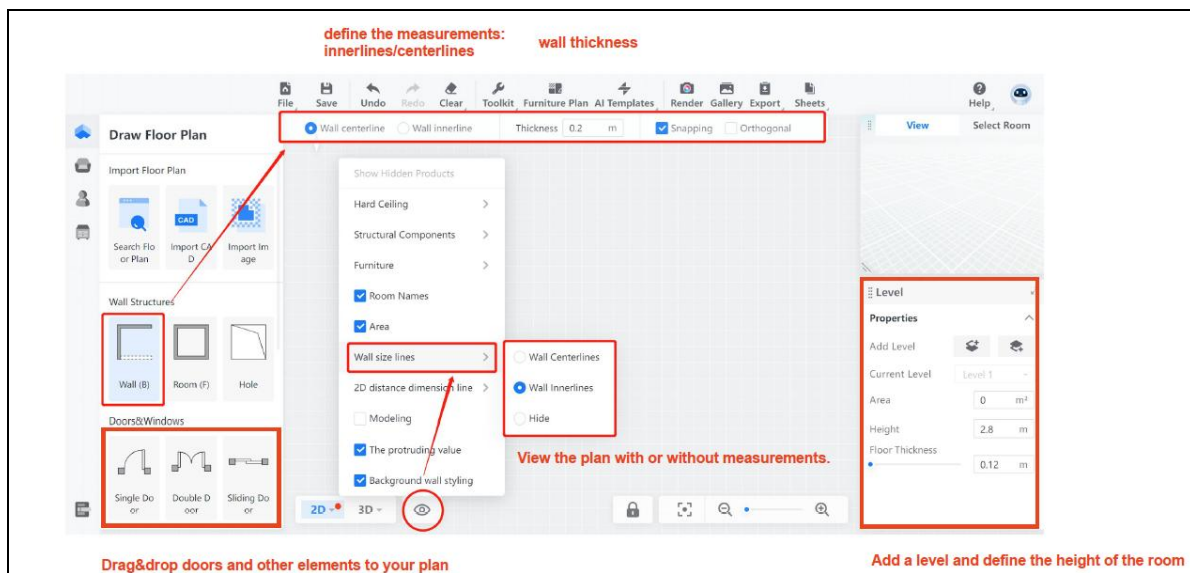 define the measurements:
innerlines/centerlines
wall thickness
File Save Undo Redo Clear Toolkit Furniture Plan AI Templates Render Gallery Export Sheets Help
Draw Floor Plan
Wall centerline Wall innerline Thickness 0.2 m Snapping Orthogonal
View Select Room
Import Floor Plan
CAD
Search Flo
or Plan
Import CA
D
Import Im
age
Wall Structures
Wall (B) Room (F) Hole
Doors&Windows
Single Do
or
Double D
oor
Sliding Do
or
Show Hidden Products
Hard Ceiling
Structural Components
Furniture
Room Names
Area
Wall size lines
2D distance dimension line
Modeling
The protruding value
Background wall styling
Wall Centerlines
Wall Innerlines
Hide
View the plan with or without measurements.
2D 3D
Level
Properties
Add Level
Current Level Level 1
Area 0 m²
Height 2.8 m
Floor Thickness
0.12 m
Drag&drop doors and other elements to your plan
Add a level and define the height of the room